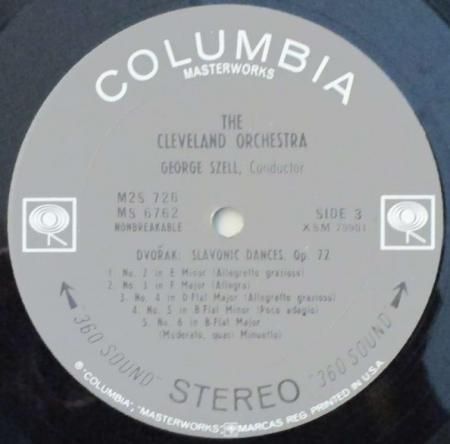 COLUMBIA
MASTERWORKS
THE
CLEVELAND ORCHESTRA
GEORGE SZELL, Conductor
M2S 726
MS 6762
NONBREAKABLE
SIDE 3
XSM 79901
DVOŘAK: SLAVONIC DANCES, Op. 72
1. No. 2 in E Minor (Allegretto grazioso)
2. No. 3 in F Major (Allegro)
3. No. 4 in D-Flat Major (Allegretto grazioso)
4. No. 5 in B-Flat Minor (Poco adagio)
5. No. 6 in B-Flat Major
(Moderato, quasi Minuetto)
"360 SOUND"
STEREO
"360 SOUND"
® "COLUMBIA", "MASTERWORKS", MARCAS REG. PRINTED IN U.S.A.